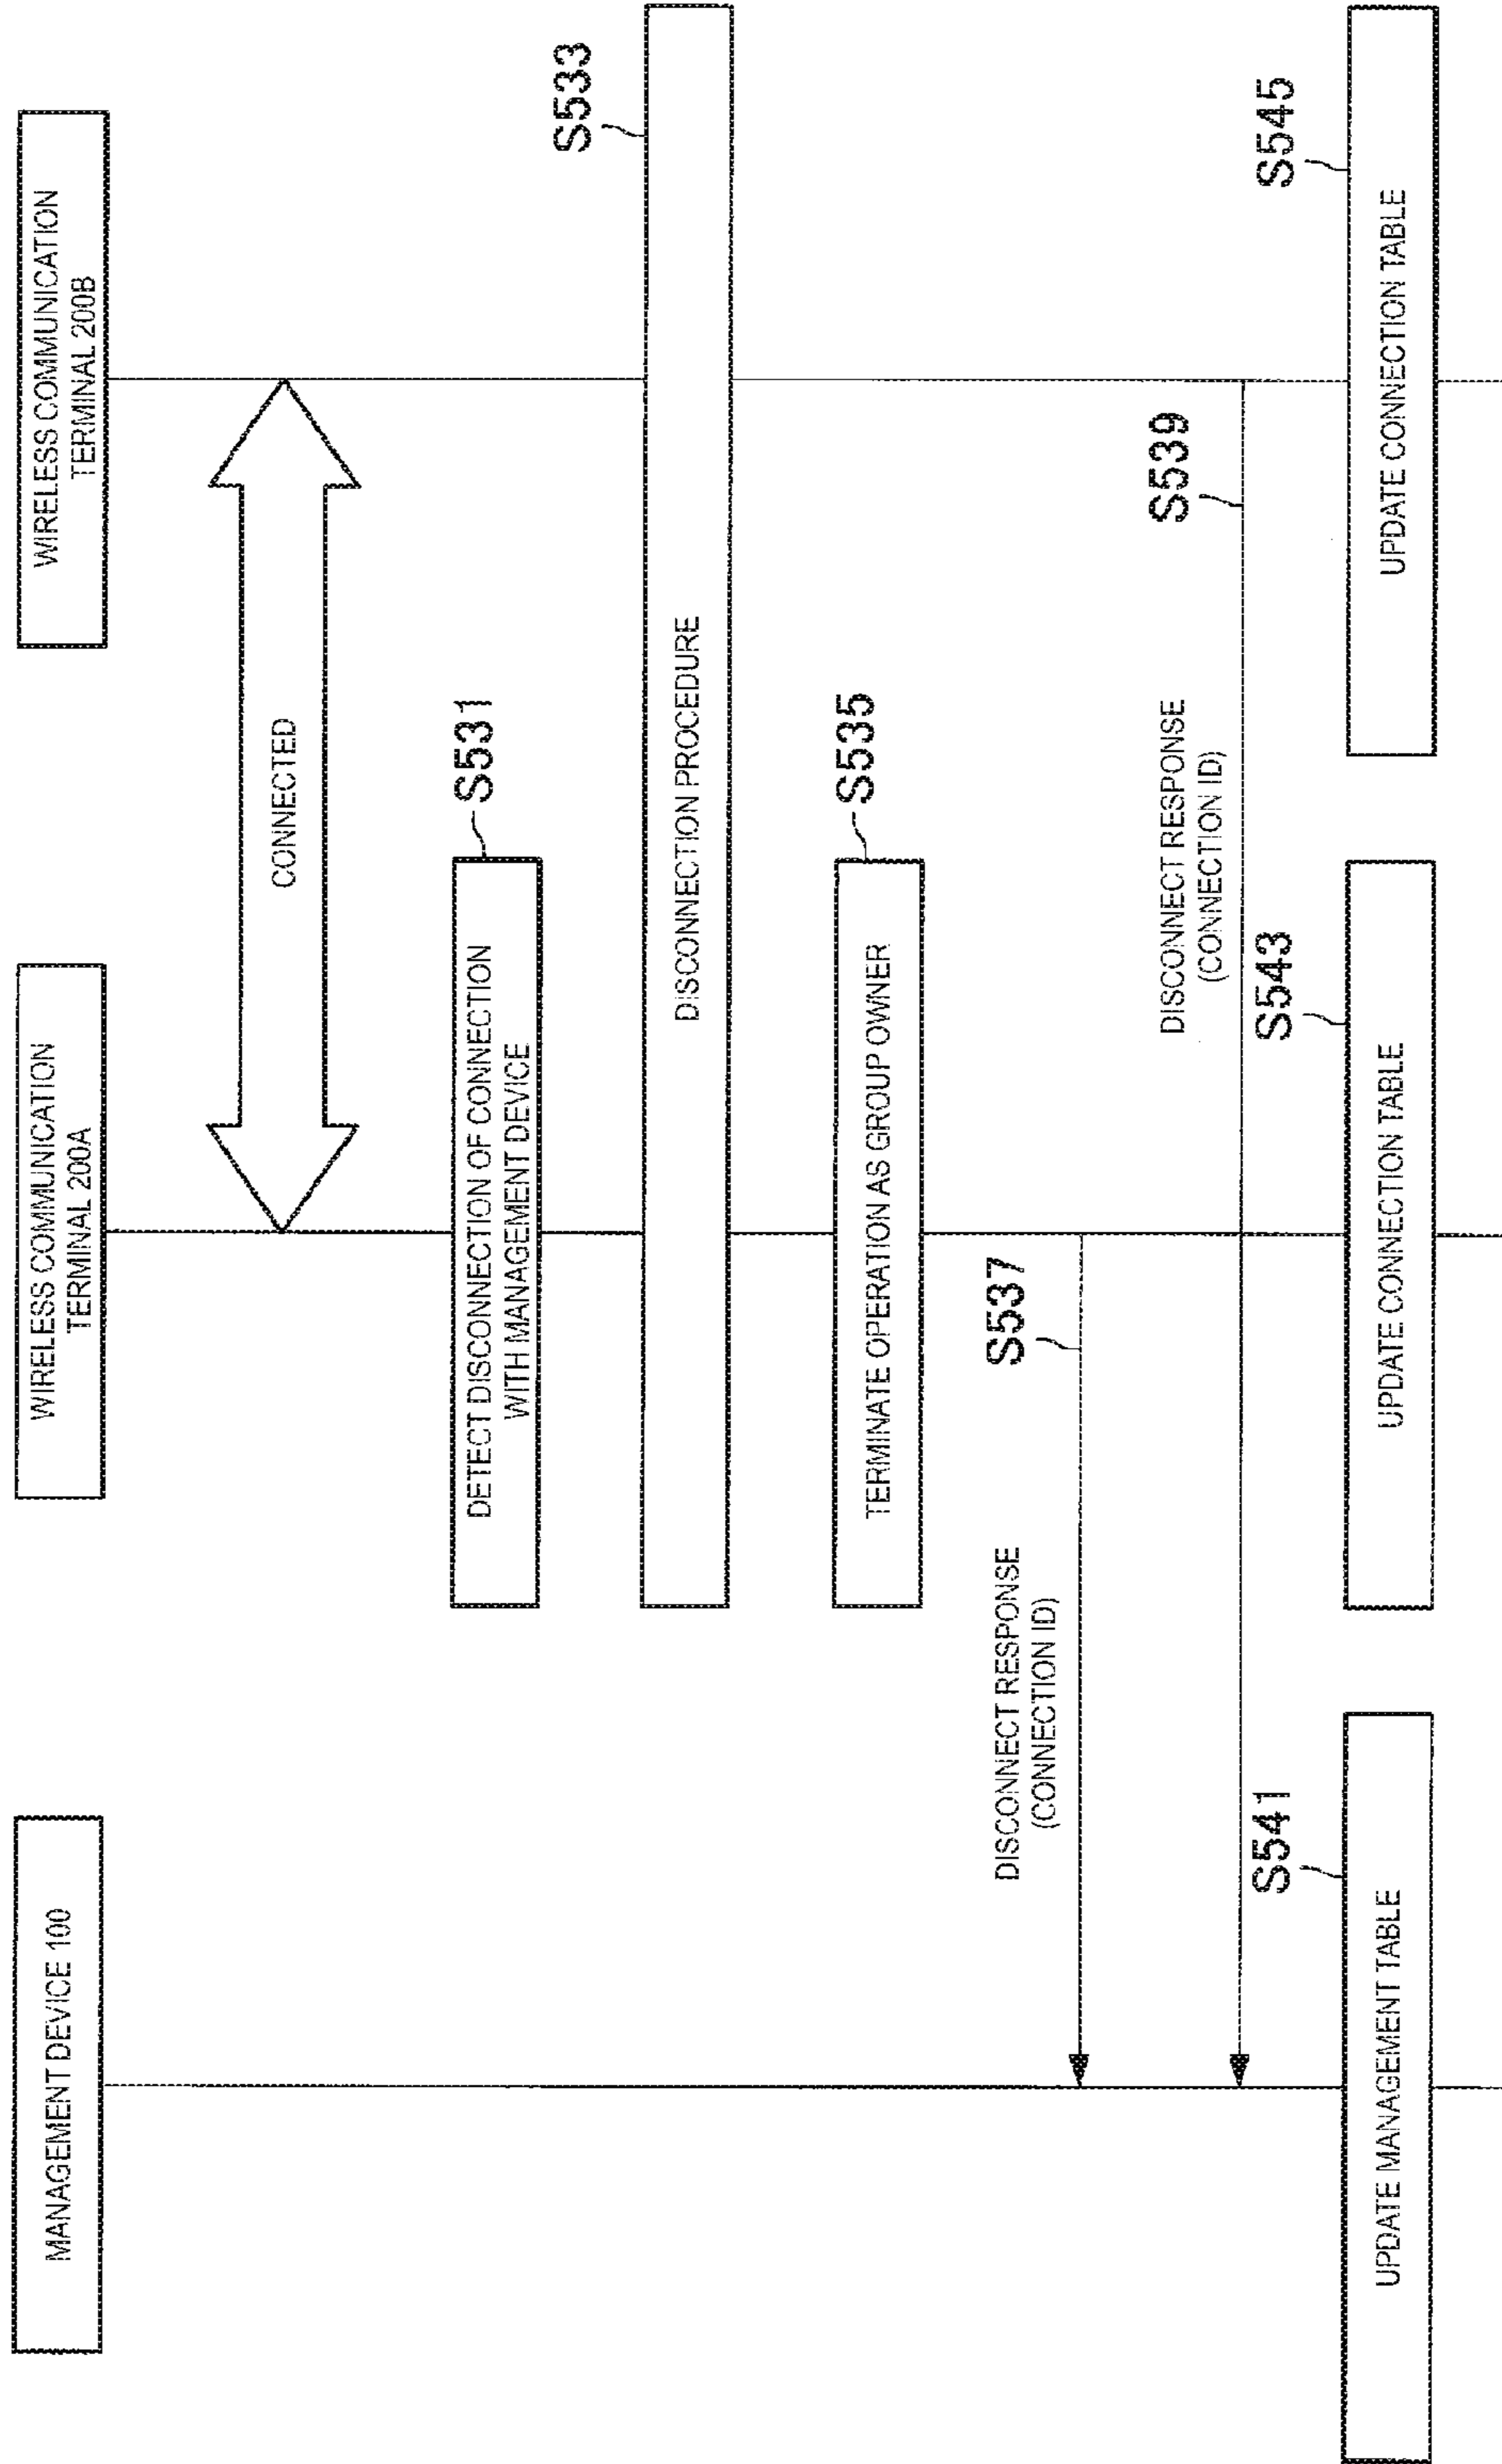 MANAGEMENT DEVICE 100
WIRELESS COMMUNICATION
TERMINAL 200A
WIRELESS COMMUNICATION
TERMINAL 200B
CONNECTED
S531
DETECT DISCONNECTION OF CONNECTION
WITH MANAGEMENT DEVICE
S533
DISCONNECTION PROCEDURE
S535
TERMINATE OPERATION AS GROUP OWNER
DISCONNECT RESPONSE
(CONNECTION ID)
S537
DISCONNECT RESPONSE
(CONNECTION ID)
S539
S541
UPDATE MANAGEMENT TABLE
S543
UPDATE CONNECTION TABLE
S545
UPDATE CONNECTION TABLE